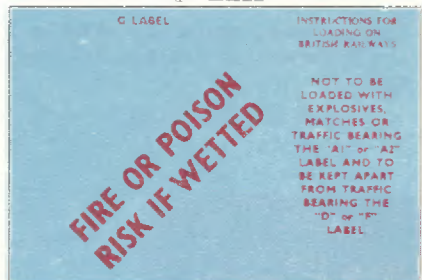 G LABEL
INSTRUCTIONS FOR
LOADING ON
BRITISH RAILWAYS
FIRE OR POISON
RISK IF WETTED
NOT TO BE
LOADED WITH
EXPLOSIVES,
MATCHES OR
TRAFFIC BEARING
THE "A1" or "A2"
LABEL AND TO
BE KEPT APART
FROM TRAFFIC
BEARING THE
"D" or "F"
LABEL